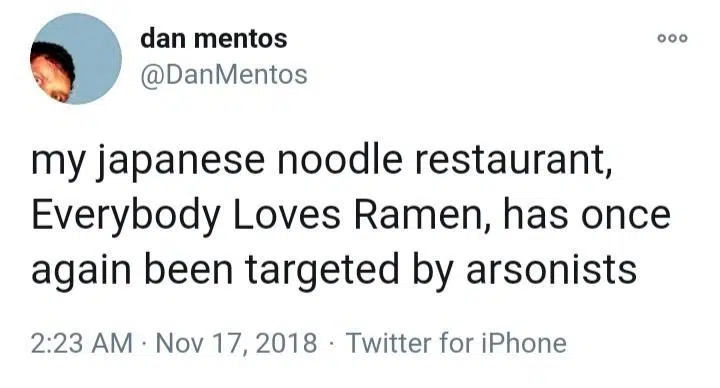 dan mentos
@DanMentos
my japanese noodle restaurant,
Everybody Loves Ramen, has once
again been targeted by arsonists
2:23 AM · Nov 17, 2018 · Twitter for iPhone